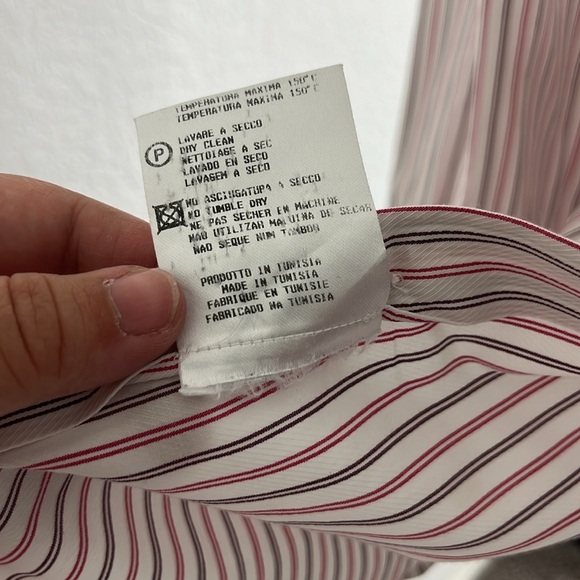 TEMPERATURA MAXIMA 150°C
TEMPERATURA MAXIMA 150°C
P
LAVARE A SECCO
DRY CLEAN
NETTOIAGE A SEC
LAVADO EN SECO
LAVAGEM A SECO
NO ASCIUGATURA A SECCO
NO TUMBLE DRY
NE PAS SECHER EN MACHINE
NAO UTILIZAR MAQUINA DE SECAR
NAO SEQUE NUM TAMBOR
PRODOTTO IN TUNISIA
MADE IN TUNISIA
FABRIQUE EN TUNISIE
FABRICADO NA TUNISIA